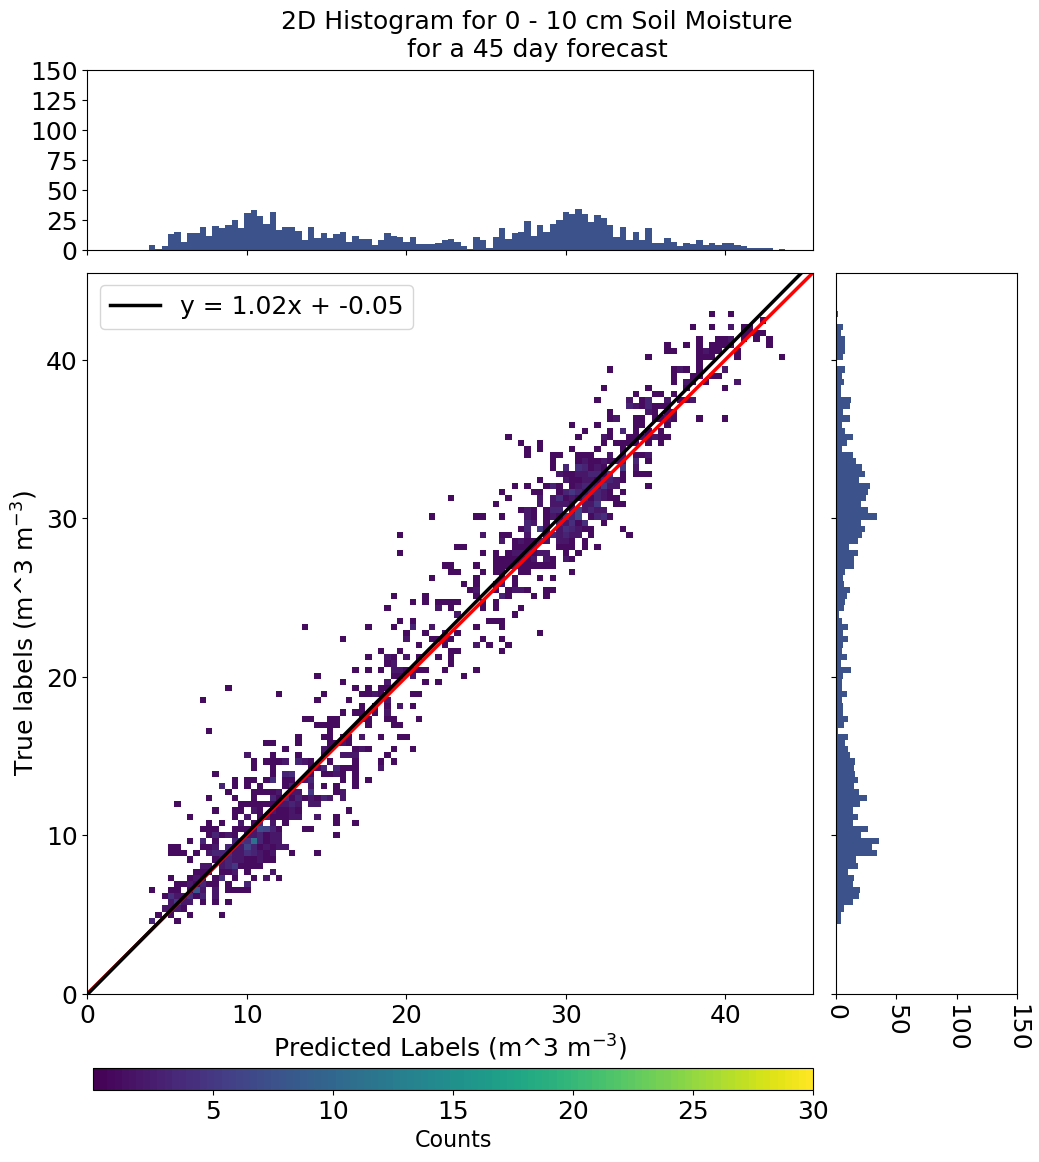 2D Histogram for 0 - 10 cm Soil Moisture
for a 45 day forecast
150
125
100
75
50
25
0
y = 1.02x + -0.05
True labels (m^3 m⁻³)
40
30
20
10
0
0 10 20 30 40
Predicted Labels (m^3 m⁻³)
0 50 100 150
5 10 15 20 25 30
Counts